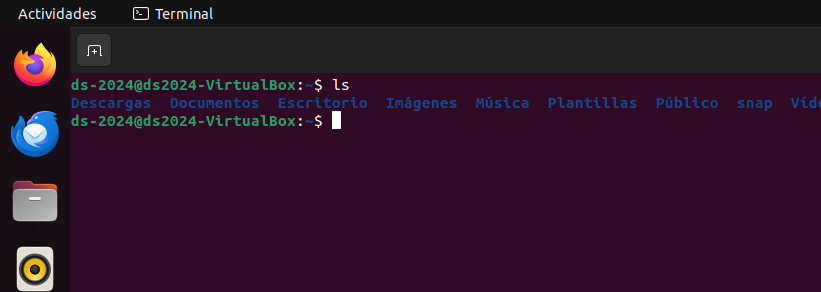 Actividades Terminal
ds-2024@ds2024-VirtualBox:~$ ls
Descargas Documentos Escritorio Imágenes Música Plantillas Público snap Víd
ds-2024@ds2024-VirtualBox:~$